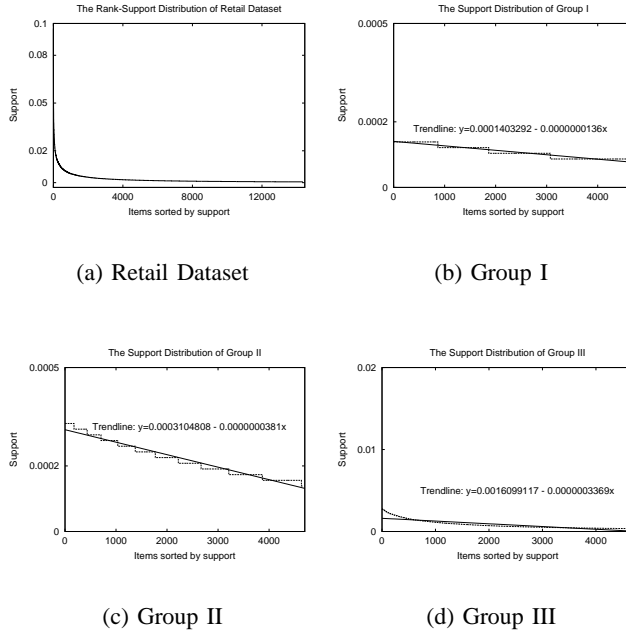 The Rank-Support Distribution of Retail Dataset
0.1
0.05
0.02
0
Support
0
4000
8000
12000
Items sorted by support
(a) Retail Dataset
The Support Distribution of Group I
0.0005
0.0002
0
Support
Trendline: y=0.0001403292 - 0.0000000136x
0
1000
2000
3000
4000
Items sorted by support
(b) Group I
The Support Distribution of Group II
0.0005
0.0002
0
Support
Trendline: y=0.0003104808 - 0.0000000381x
0
1000
2000
3000
4000
Items sorted by support
(c) Group II
The Support Distribution of Group III
0.02
0.01
0
Support
Trendline: y=0.0016099117 - 0.0000003369x
0
1000
2000
3000
4000
Items sorted by support
(d) Group III